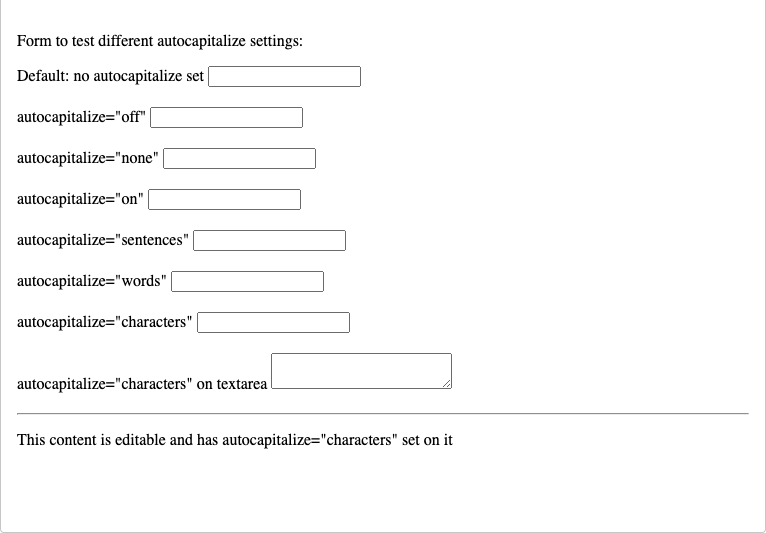 Form to test different autocapitalize settings:
Default: no autocapitalize set
autocapitalize="off"
autocapitalize="none"
autocapitalize="on"
autocapitalize="sentences"
autocapitalize="words"
autocapitalize="characters"
autocapitalize="characters" on textarea
This content is editable and has autocapitalize="characters" set on it